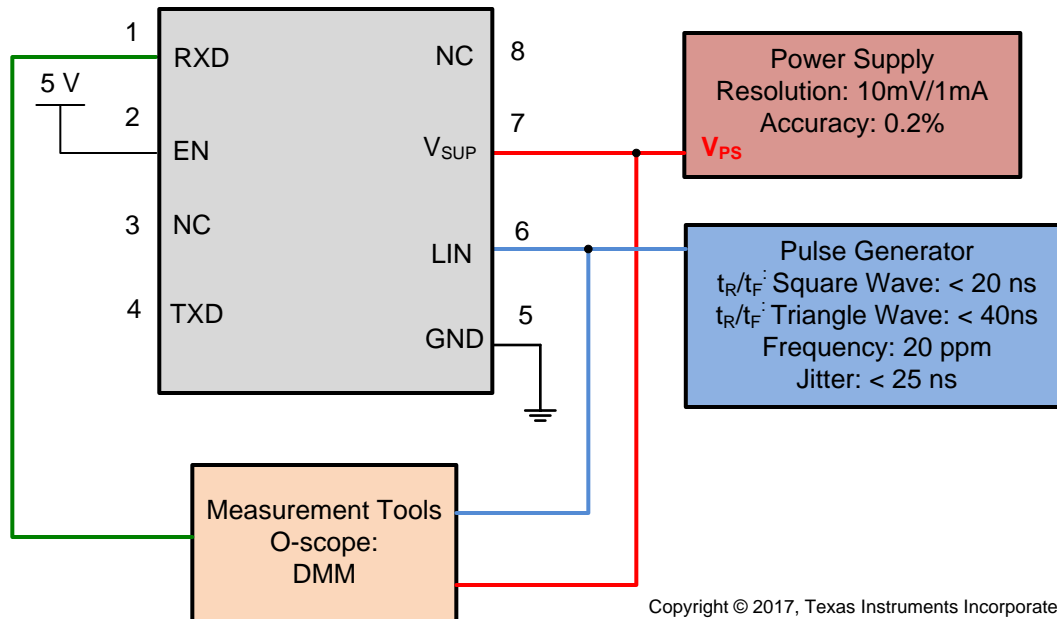 1
RXD
5 V
2
EN
3
NC
4
TXD
NC
8
7
VSUP
6
LIN
5
GND
Power Supply
Resolution: 10mV/1mA
Accuracy: 0.2%
VPS
Pulse Generator
tR/tF: Square Wave: < 20 ns
tR/tF: Triangle Wave: < 40ns
Frequency: 20 ppm
Jitter: < 25 ns
Measurement Tools
O-scope:
DMM
Copyright © 2017, Texas Instruments Incorporate